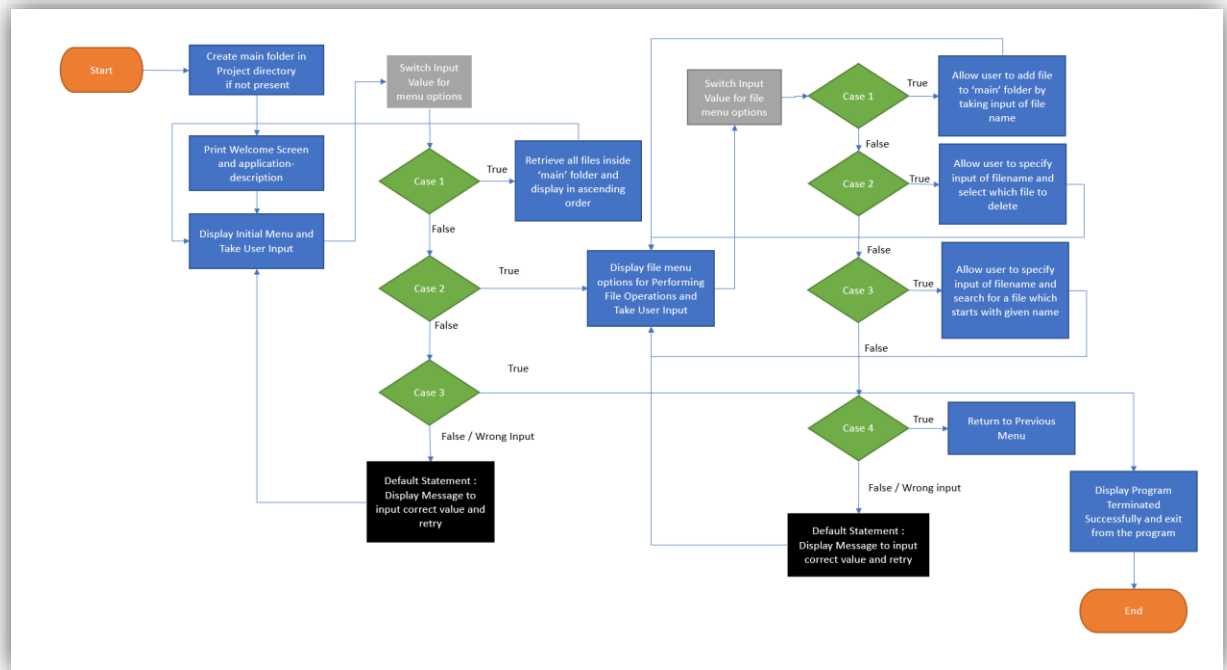 Start
Create main folder in
Project directory
if not present
Print Welcome Screen
and application-
description
Display Initial Menu and
Take User Input
Switch Input
Value for
menu options
Case 1
True
Retrieve all files inside
‘main’ folder and
display in ascending
order
False
Case 2
True
False
Case 3
True
False / Wrong Input
Default Statement :
Display Message to
input correct value and
retry
Display file menu
options for Performing
File Operations and
Take User Input
Switch Input
Value for file
menu options
Case 1
True
Allow user to add file
to ‘main’ folder by
taking input of file
name
False
Case 2
True
Allow user to specify
input of filename and
select which file to
delete
False
Case 3
True
Allow user to specify
input of filename and
search for a file which
starts with given name
False
Case 4
True
Return to Previous
Menu
False / Wrong input
Default Statement :
Display Message to input
correct value and retry
Display Program
Terminated
Successfully and exit
from the program
End